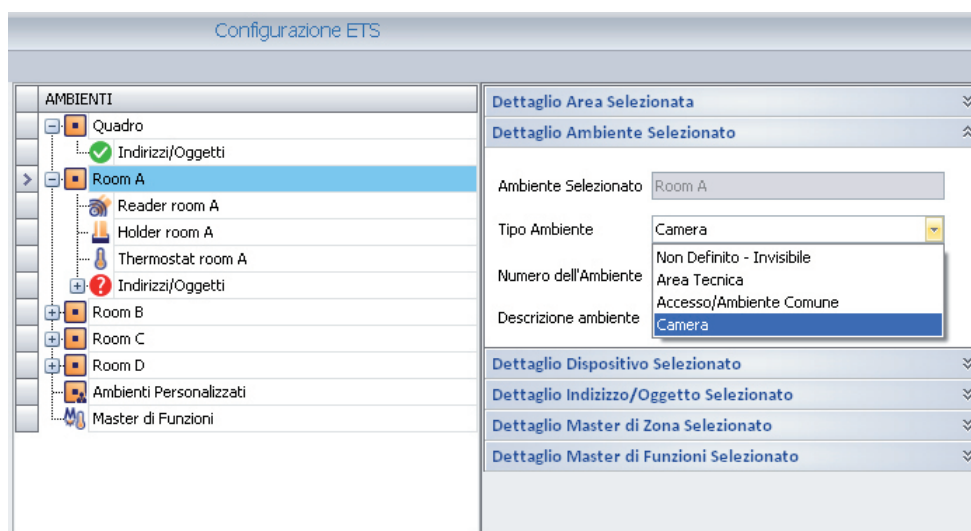 Configurazione ETS
AMBIENTI
Quadro
Indirizzi/Oggetti
Room A
Reader room A
Holder room A
Thermostat room A
Indirizzi/Oggetti
Room B
Room C
Room D
Ambienti Personalizzati
Master di Funzioni
Dettaglio Area Selezionata
Dettaglio Ambiente Selezionato
Ambiente Selezionato Room A
Tipo Ambiente Camera
Non Definito - Invisibile
Numero dell'Ambiente Area Tecnica
Accesso/Ambiente Comune
Descrizione ambiente Camera
Dettaglio Dispositivo Selezionato
Dettaglio Indizizzo/Oggetto Selezionato
Dettaglio Master di Zona Selezionato
Dettaglio Master di Funzioni Selezionato